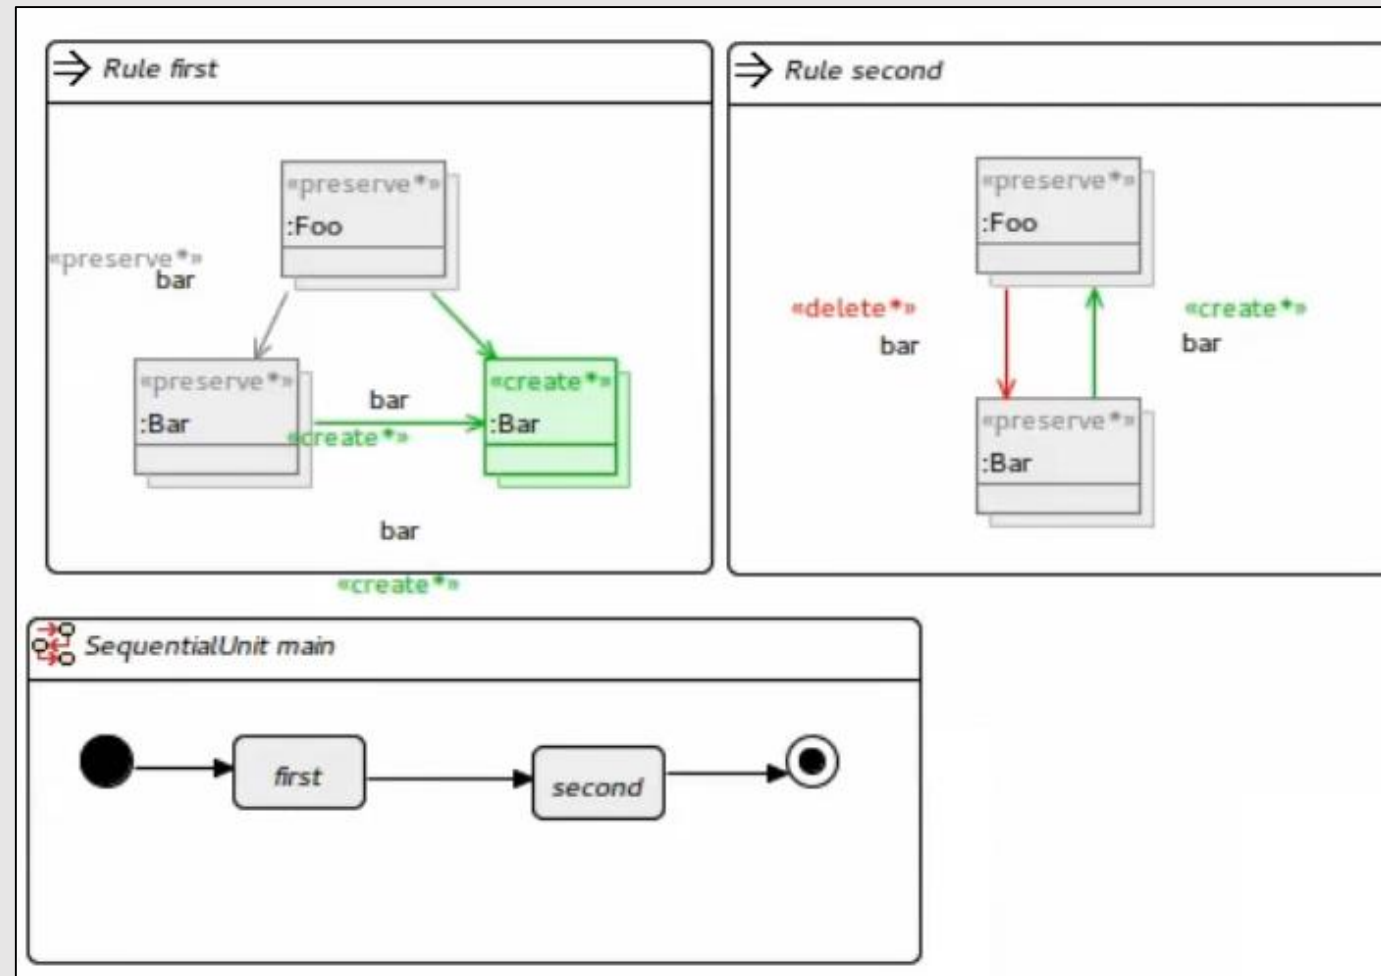 Rule first
«preserve*»
:Foo
«preserve*»
bar
«preserve*»
:Bar
bar
«create*»
«create*»
:Bar
bar
«create*»
Rule second
«preserve*»
:Foo
«delete*»
bar
«create*»
bar
«preserve*»
:Bar
SequentialUnit main
first
second